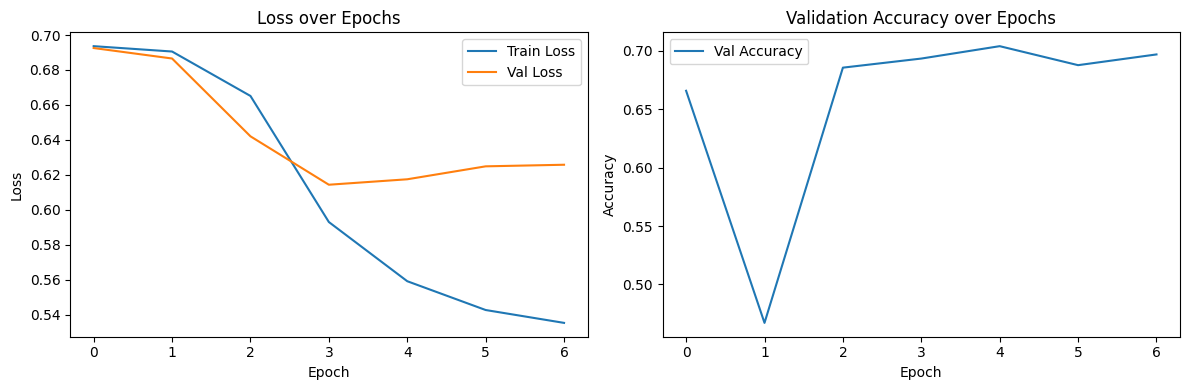 Loss over Epochs
0.70
0.68
0.66
0.64
0.62
0.60
0.58
0.56
0.54
Loss
Train Loss
Val Loss
0 1 2 3 4 5 6
Epoch
Validation Accuracy over Epochs
0.70
0.65
0.60
0.55
0.50
Accuracy
Val Accuracy
0 1 2 3 4 5 6
Epoch